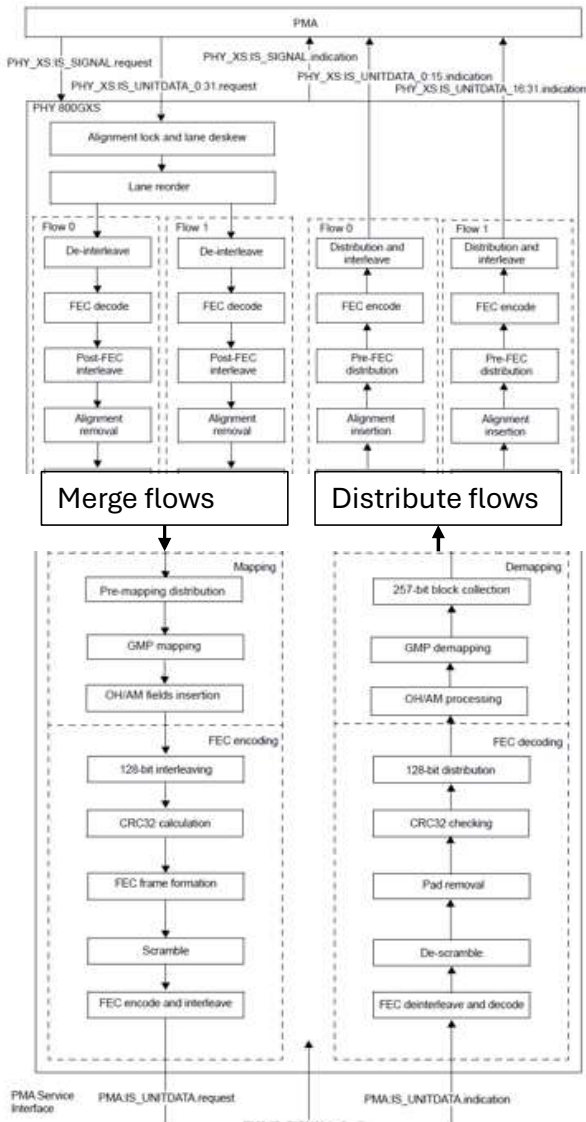 PMA
PHY_XS:IS_SIGNAL.request
PHY_XS:IS_SIGNAL.indication
PHY_XS:IS_UNITDATA_0:15.indication
PHY_XS:IS_UNITDATA_0:31.request
PHY_XS:IS_UNITDATA_16:31.indication
PHY 800GXS
Alignment lock and lane deskew
Lane reorder
Flow 0
Flow 1
Flow 0
Flow 1
De-interleave
De-interleave
Distribution and
interleave
Distribution and
interleave
FEC decode
FEC decode
FEC encode
FEC encode
Post-FEC
interleave
Post-FEC
interleave
Pre-FEC
distribution
Pre-FEC
distribution
Alignment
removal
Alignment
removal
Alignment
insertion
Alignment
insertion
Merge flows
Distribute flows
Mapping
Demapping
Pre-mapping distribution
257-bit block collection
GMP mapping
GMP demapping
OH/AM fields insertion
OH/AM processing
FEC encoding
FEC decoding
128-bit interleaving
128-bit distribution
CRC32 calculation
CRC32 checking
FEC frame formation
Pad removal
Scramble
De-scramble
FEC encode and interleave
FEC deinterleave and decode
PMA Service
Interface
PMA:IS_UNITDATA.request
PMA:IS_UNITDATA.indication